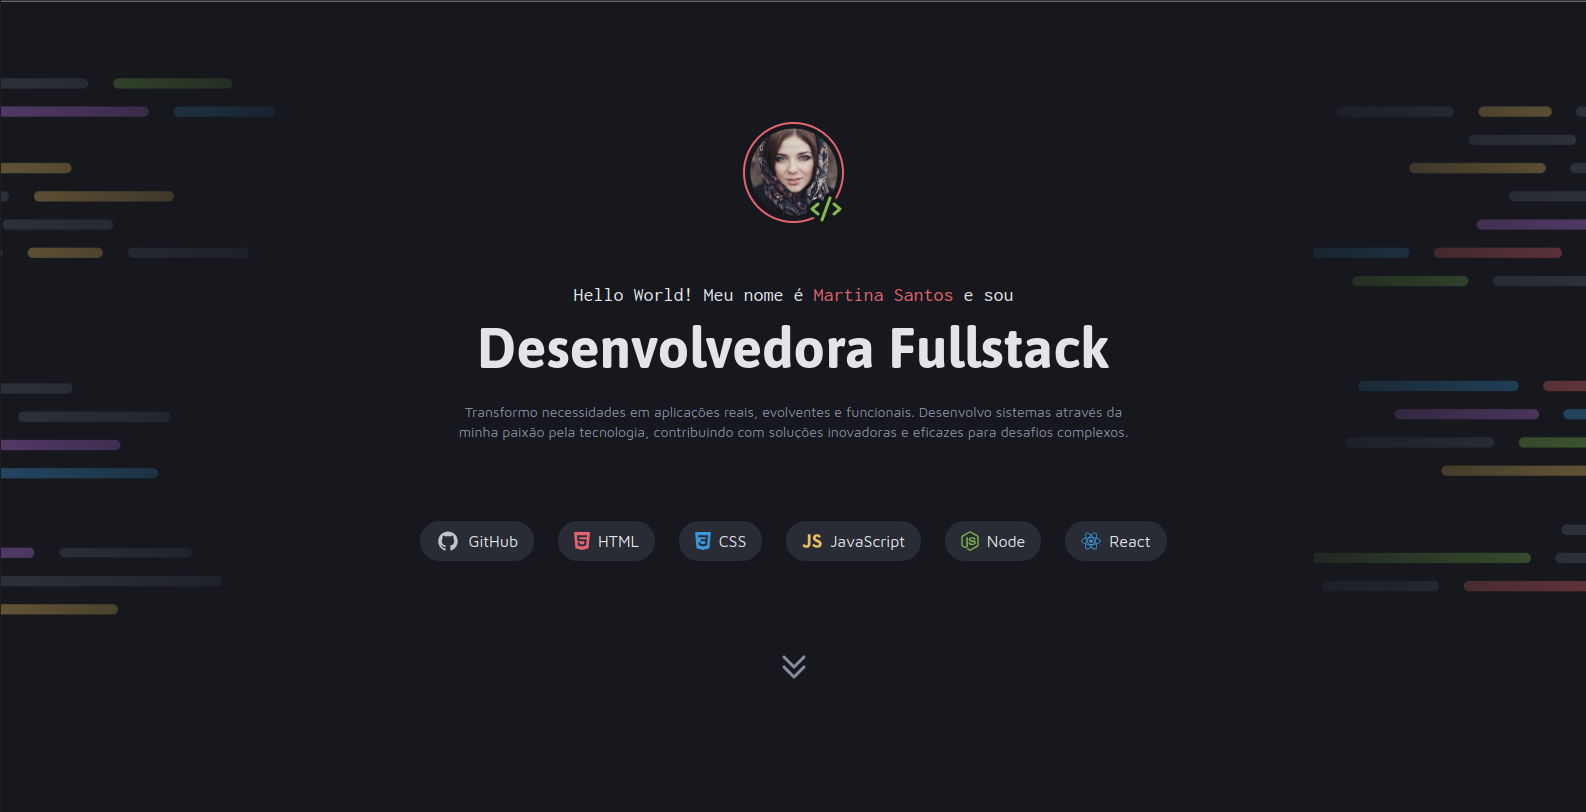 </>
Hello World! Meu nome é Martina Santos e sou
Desenvolvedora Fullstack
Transformo necessidades em aplicações reais, evolventes e funcionais. Desenvolvo sistemas através da
minha paixão pela tecnologia, contribuindo com soluções inovadoras e eficazes para desafios complexos.
GitHub HTML CSS JS JavaScript Node React